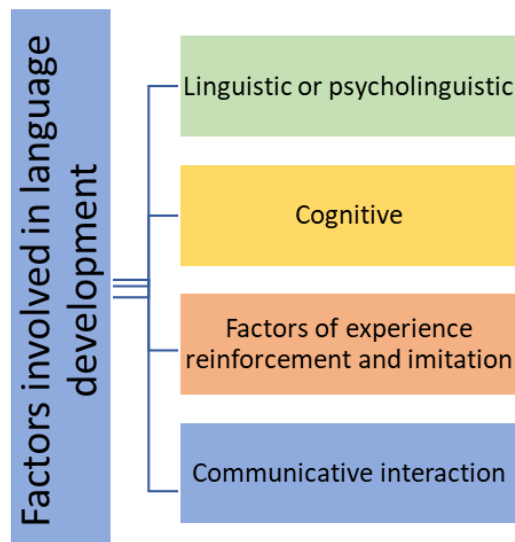 Factors involved in language
development
Linguistic or psycholinguistic
Cognitive
Factors of experience
reinforcement and imitation
Communicative interaction